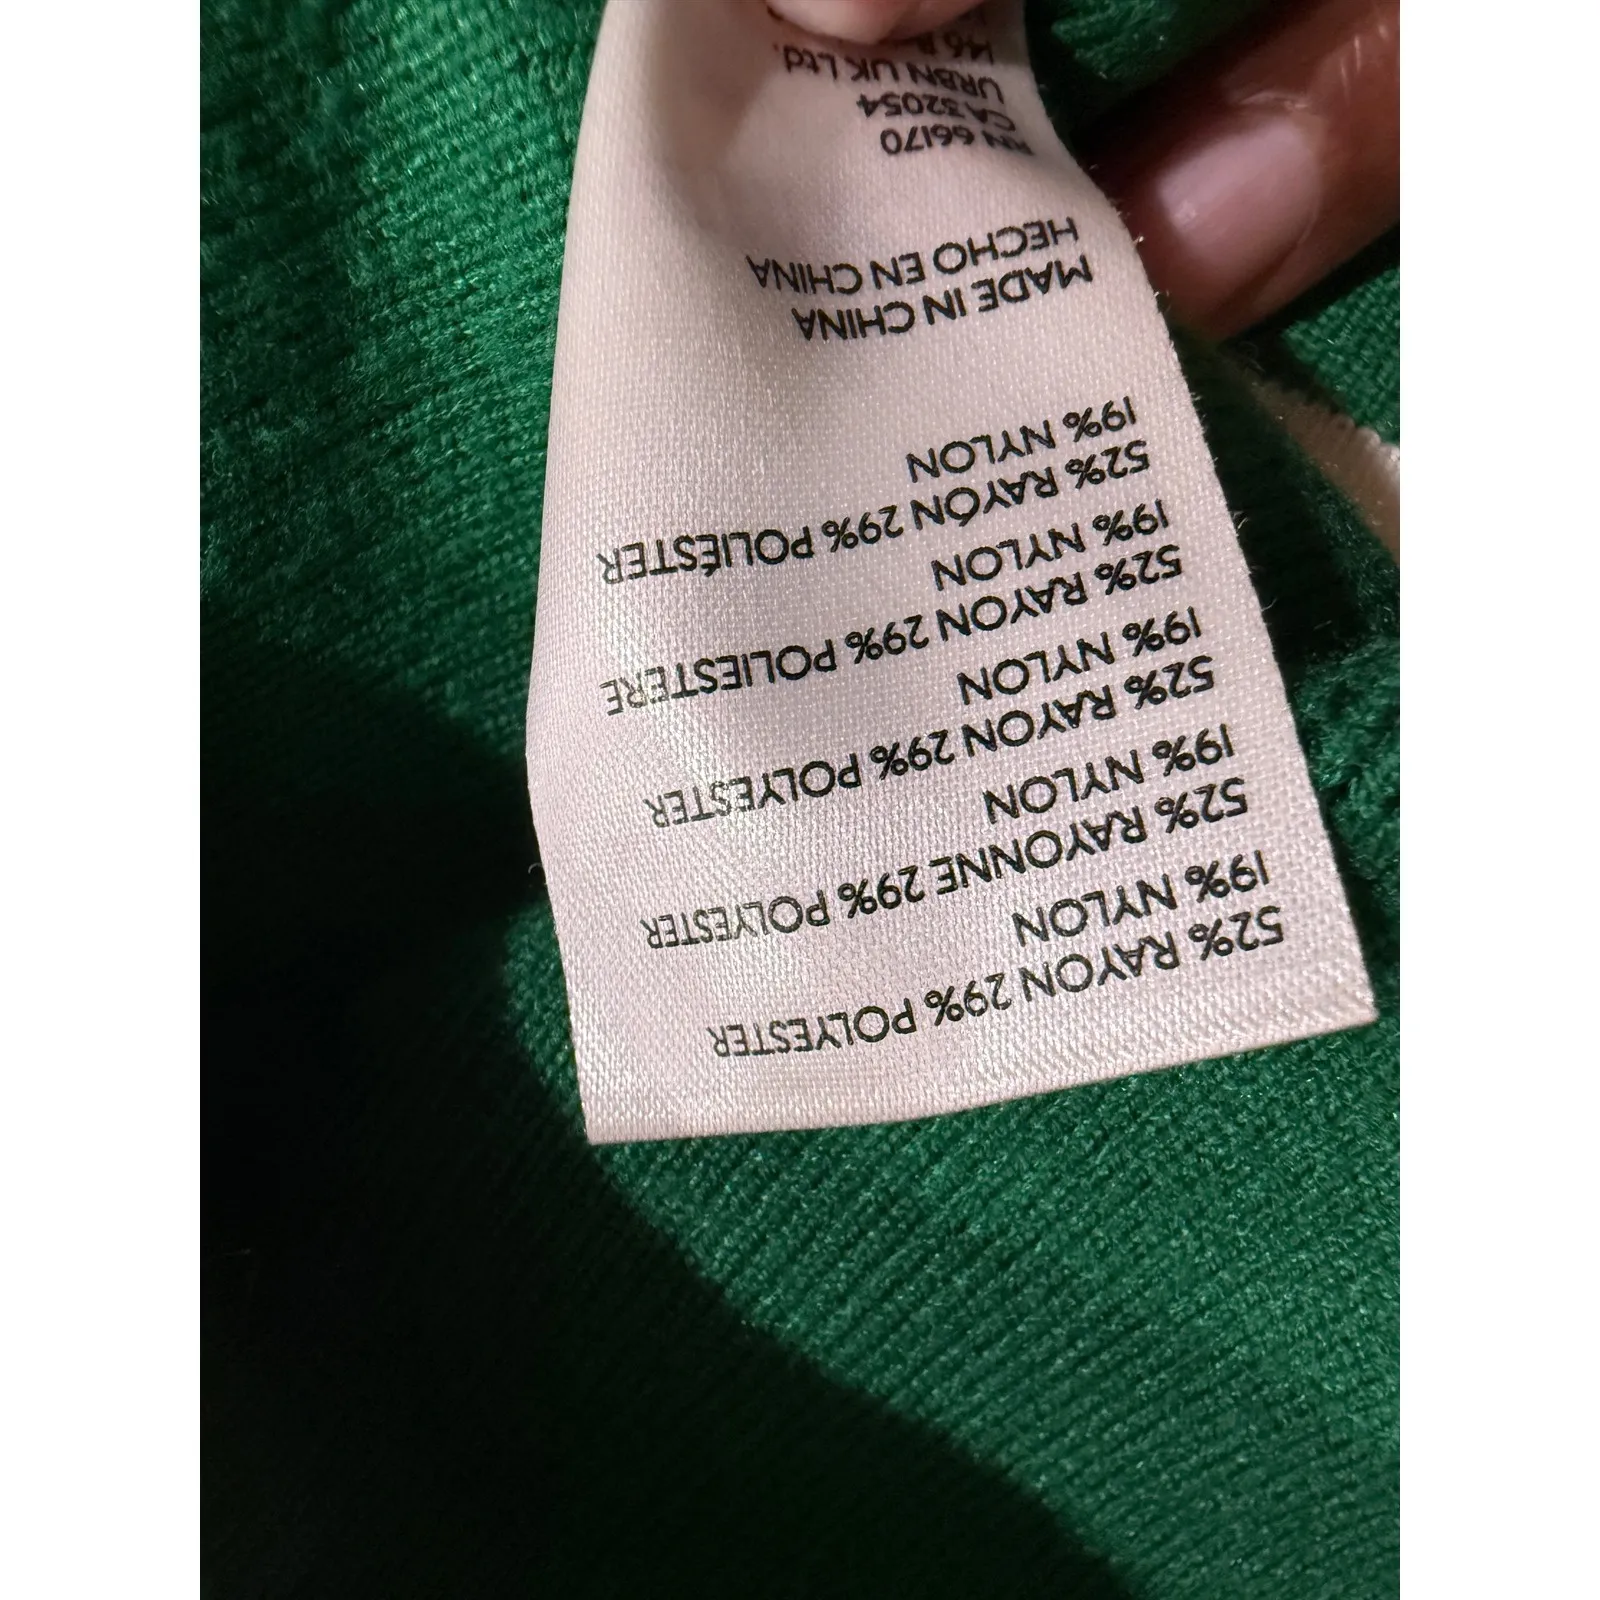 52% RAYON 29% POLYESTER
19% NYLON
52% RAYONNE 29% POLYESTER
19% NYLON
52% RAYON 29% POLYESTER
19% NYLON
52% RAYON 29% POLIESTERE
19% NYLON
52% RAYÓN 29% POLIÉSTER
19% NYLON
MADE IN CHINA
HECHO EN CHINA
RN 66170
CA32054
URBN UK Ltd.
146